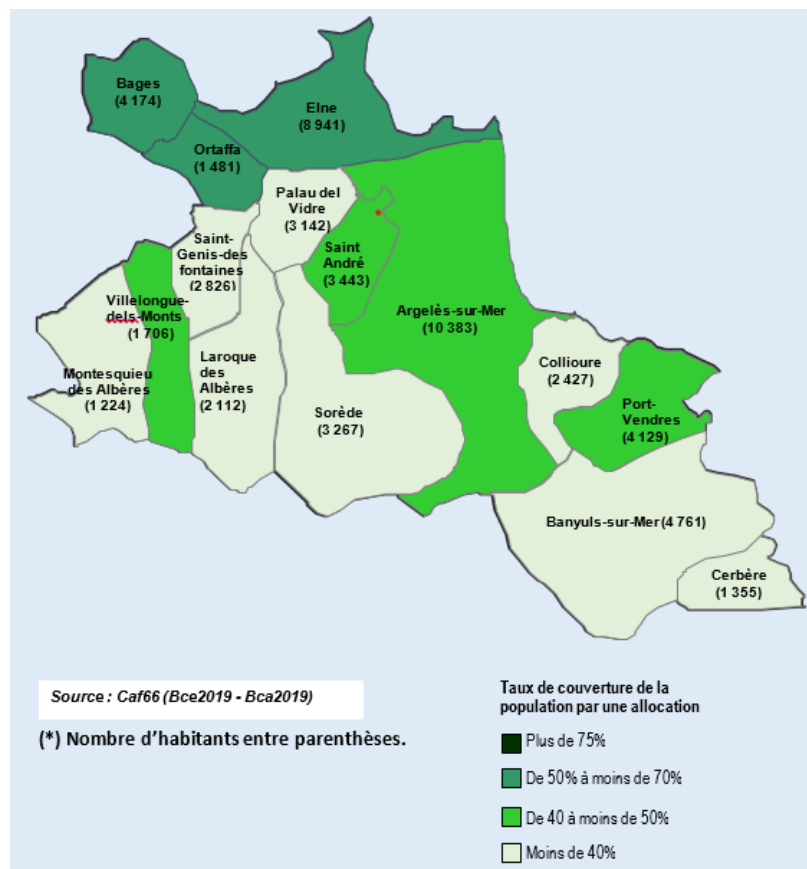 Bages
(4 174)
Elne
(8 941)
Ortaffa
(1 481)
Palau del
Vidre
(3 142)
Saint-
Genis-des
fontaines
(2 826)
Saint
André
(3 443)
Villelongue-
dels-Monts
(1 706)
Argelès-sur-Mer
(10 383)
Collioure
(2 427)
Laroque
des
Albères
(2 112)
Montesquieu
des Albères
(1 224)
Sorède
(3 267)
Port-
Vendres
(4 129)
Banyuls-sur-Mer (4 761)
Cerbère
(1 355)
Source : Caf66 (Bce2019 - Bca2019)
(*) Nombre d'habitants entre parenthèses.
Taux de couverture de la
population par une allocation
Plus de 75%
De 50% à moins de 70%
De 40 à moins de 50%
Moins de 40%